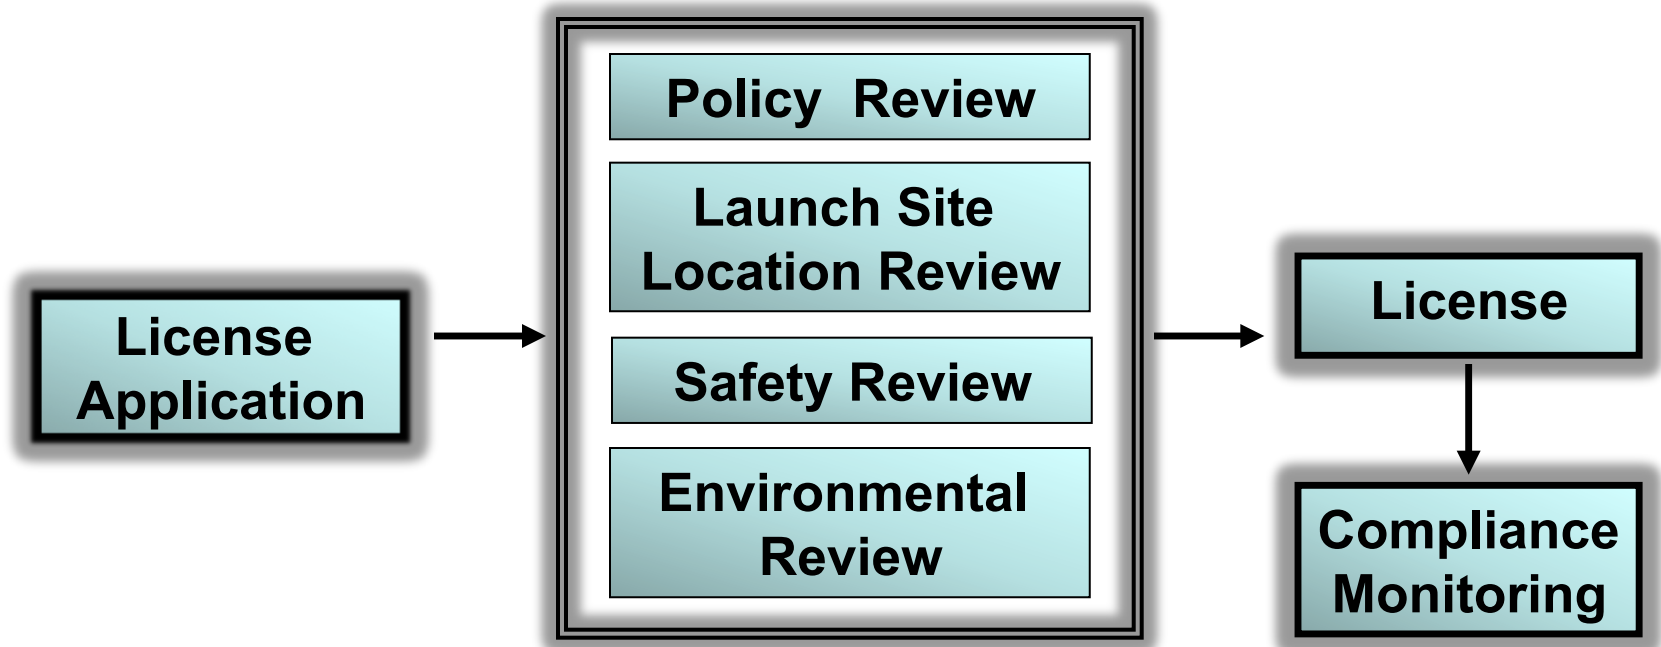 License
Application
Policy Review
Launch Site
Location Review
Safety Review
Environmental
Review
License
Compliance
Monitoring